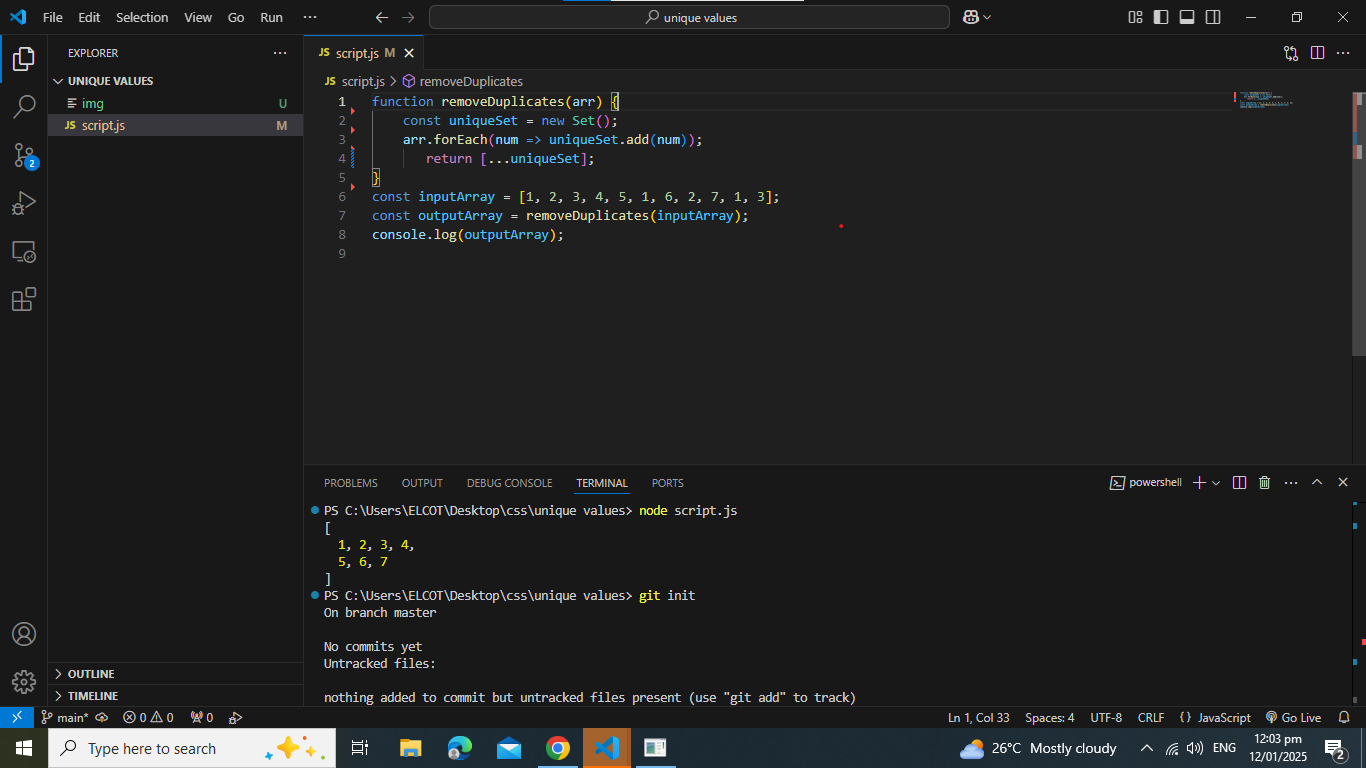 File Edit Selection View Go Run ··· unique values
EXPLORER ···
UNIQUE VALUES
img U
JS script.js M
JS script.js M
JS script.js > removeDuplicates
1 function removeDuplicates(arr) {
2     const uniqueSet = new Set();
3     arr.forEach(num => uniqueSet.add(num));
4        return [...uniqueSet];
5 }
6 const inputArray = [1, 2, 3, 4, 5, 1, 6, 2, 7, 1, 3];
7 const outputArray = removeDuplicates(inputArray);
8 console.log(outputArray);
9
2
PROBLEMS OUTPUT DEBUG CONSOLE TERMINAL PORTS powershell
PS C:\Users\ELCOT\Desktop\css\unique values> node script.js
[
  1, 2, 3, 4,
  5, 6, 7
]
PS C:\Users\ELCOT\Desktop\css\unique values> git init
On branch master
No commits yet
Untracked files:
nothing added to commit but untracked files present (use "git add" to track)
OUTLINE
TIMELINE
main* 0 0 0 Ln 1, Col 33 Spaces: 4 UTF-8 CRLF {} JavaScript Go Live
Type here to search 26°C Mostly cloudy ENG 12:03 pm
12/01/2025 2